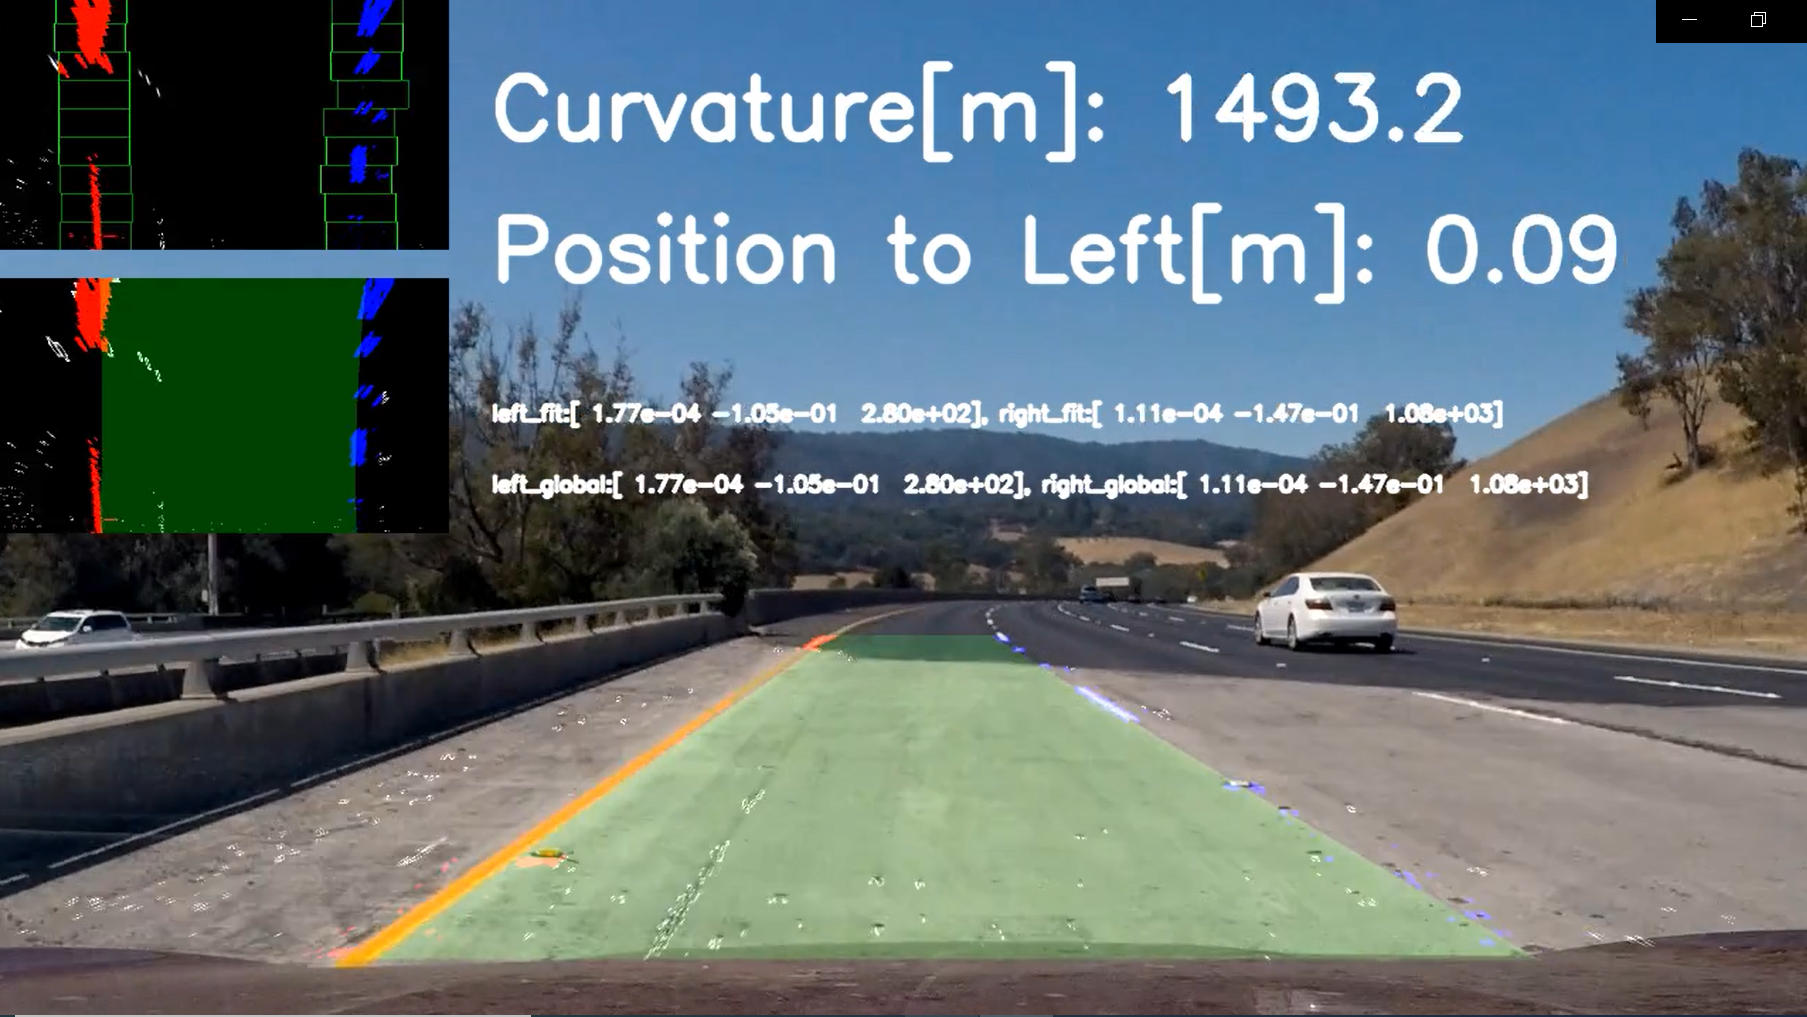 Curvature[m]: 1493.2
Position to Left[m]: 0.09
left_fit:[ 1.77e-04 -1.05e-01 2.80e+02], right_fit:[ 1.11e-04 -1.47e-01 1.08e+03]
left_global:[ 1.77e-04 -1.05e-01 2.80e+02], right_global:[ 1.11e-04 -1.47e-01 1.08e+03]